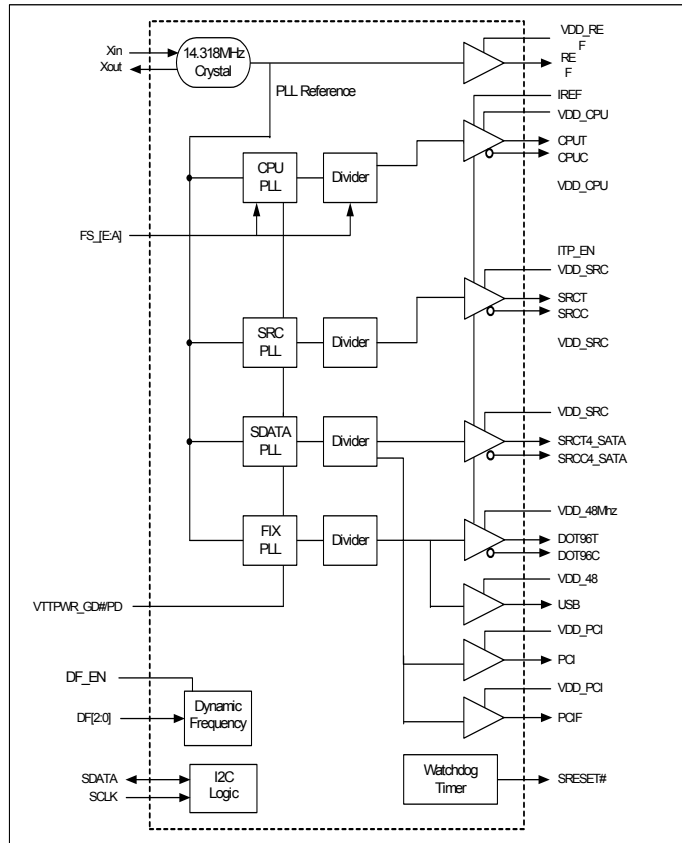 Xin
Xout
14.318MHz
Crystal
PLL Reference
VDD_RE
F
RE
F
IREF
VDD_CPU
CPUT
CPUC
VDD_CPU
CPU
PLL
Divider
FS_[E:A]
ITP_EN
VDD_SRC
SRCT
SRCC
VDD_SRC
SRC
PLL
Divider
VDD_SRC
SRCT4_SATA
SRCC4_SATA
SDATA
PLL
Divider
VDD_48Mhz
DOT96T
DOT96C
FIX
PLL
Divider
VDD_48
USB
VTTPWR_GD#/PD
VDD_PCI
PCI
VDD_PCI
PCIF
DF_EN
DF[2:0]
Dynamic
Frequency
SDATA
SCLK
I2C
Logic
Watchdog
Timer
SRESET#